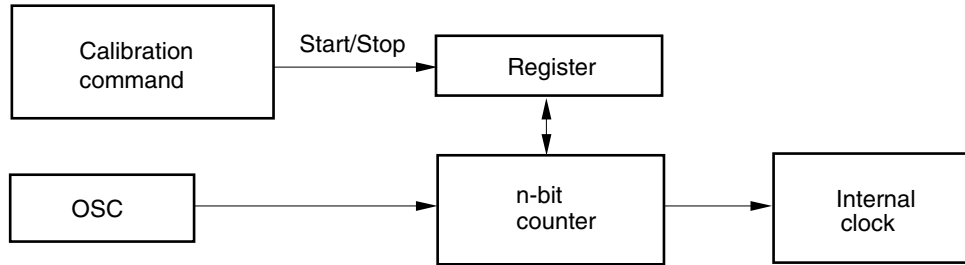 Calibration
command
Start/Stop
Register
OSC
n-bit
counter
Internal
clock